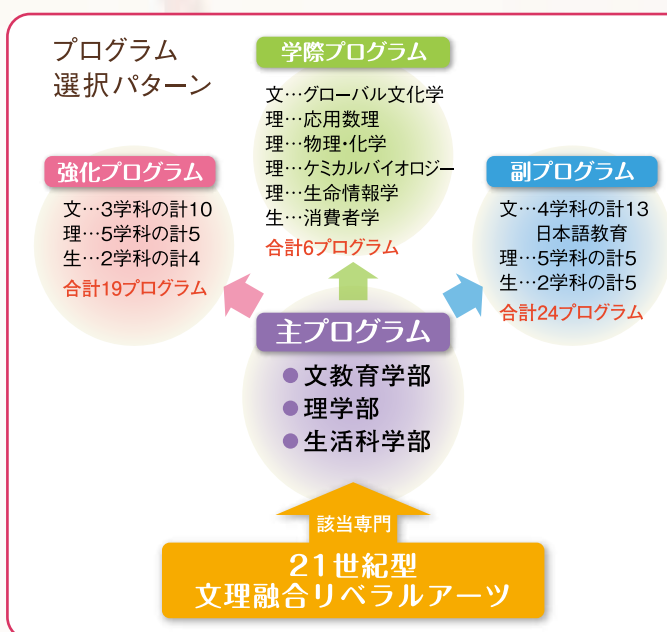 プログラム
選択パターン
学際プログラム
文…グローバル文化学
理…応用数理
理…物理・化学
理…ケミカルバイオロジー
理…生命情報学
生…消費者学
合計6プログラム
強化プログラム
文…3学科の計10
理…5学科の計5
生…2学科の計4
合計19プログラム
副プログラム
文…4学科の計13
日本語教育
理…5学科の計5
生…2学科の計5
合計24プログラム
主プログラム
●文教育学部
●理学部
●生活科学部
該当専門
21世紀型
文理融合リベラルアーツ